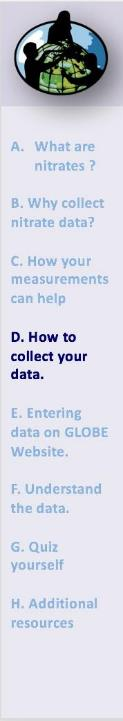 A. What are
nitrates ?
B. Why collect
nitrate data?
C. How your
measurements
can help
D. How to
collect your
data.
E. Entering
data on GLOBE
Website.
F. Understand
the data.
G. Quiz
yourself
H. Additional
resources